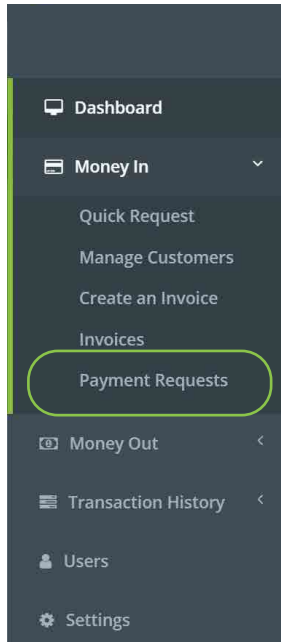 Dashboard
Money In
Quick Request
Manage Customers
Create an Invoice
Invoices
Payment Requests
Money Out
Transaction History
Users
Settings